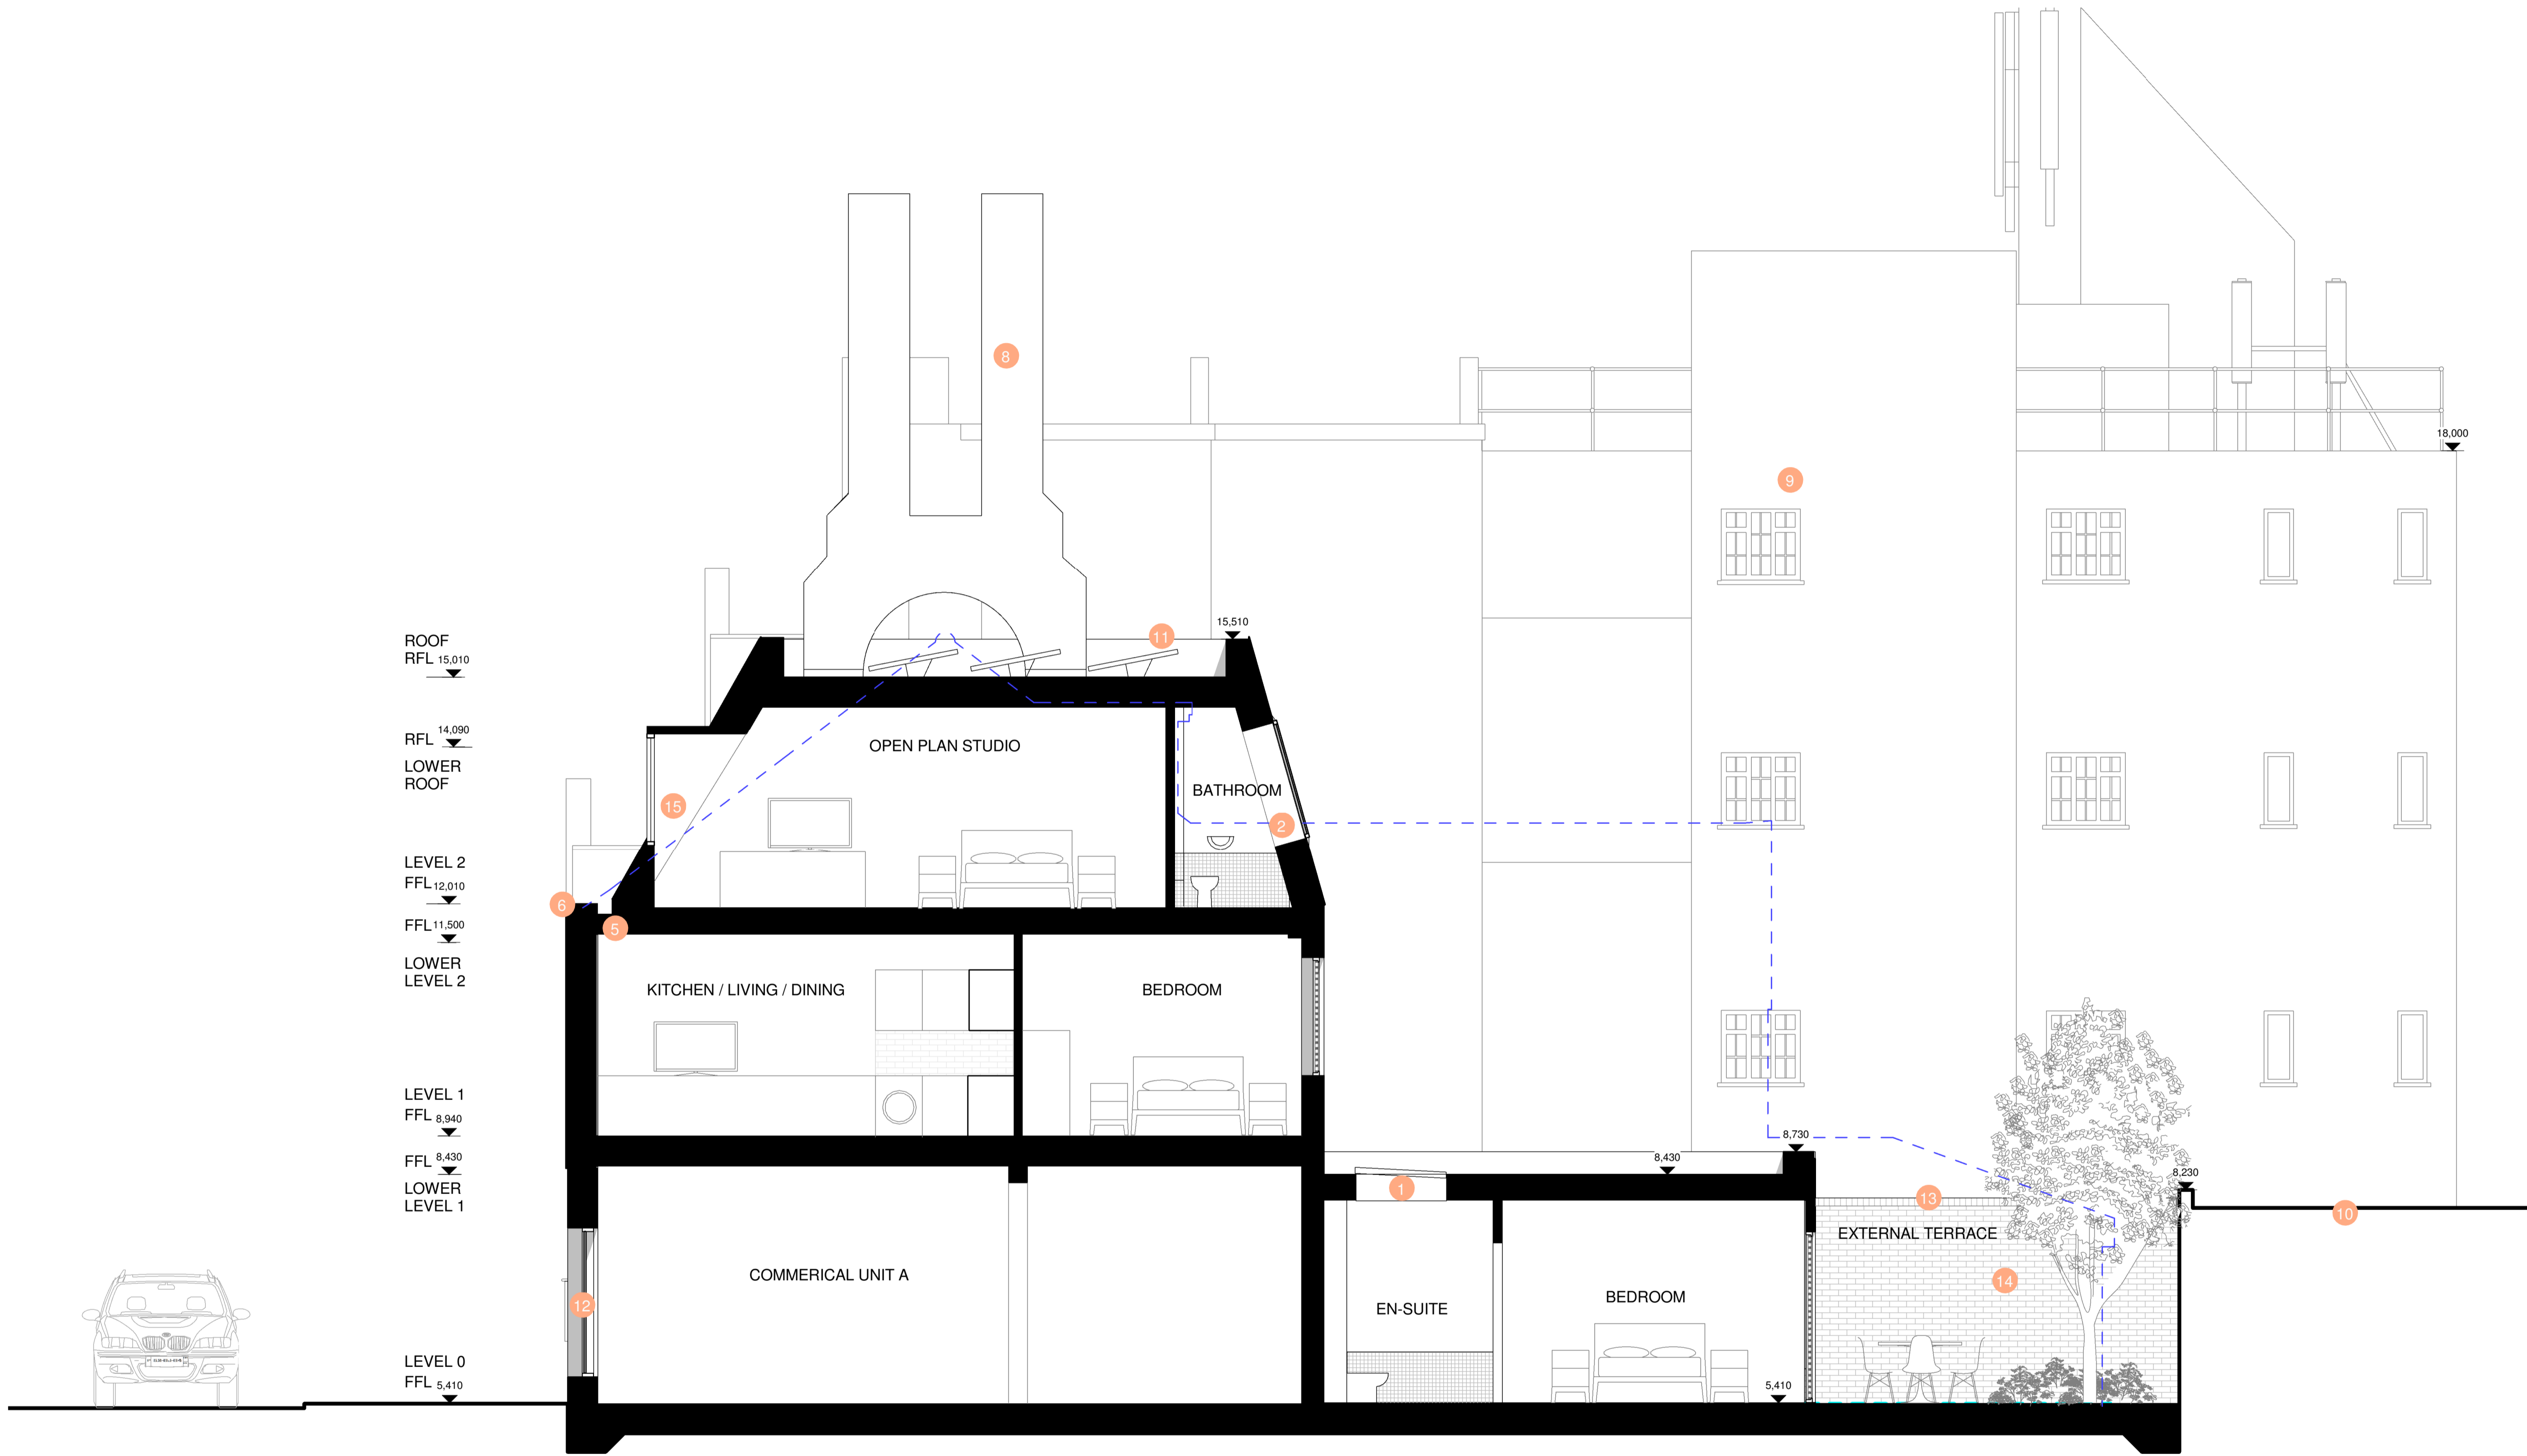 8
18,000
9
15,510
11
ROOF
RFL 15,010
RFL 14,090
LOWER
ROOF
OPEN PLAN STUDIO
BATHROOM
15
2
LEVEL 2
FFL 12,010
6
5
FFL 11,500
LOWER
LEVEL 2
KITCHEN / LIVING / DINING
BEDROOM
LEVEL 1
FFL 8,940
8,730
FFL 8,430
8,430
8,230
LOWER
LEVEL 1
1
13
10
EXTERNAL TERRACE
COMMERICAL UNIT A
14
EN-SUITE
BEDROOM
12
LEVEL 0
FFL 5,410
5,410